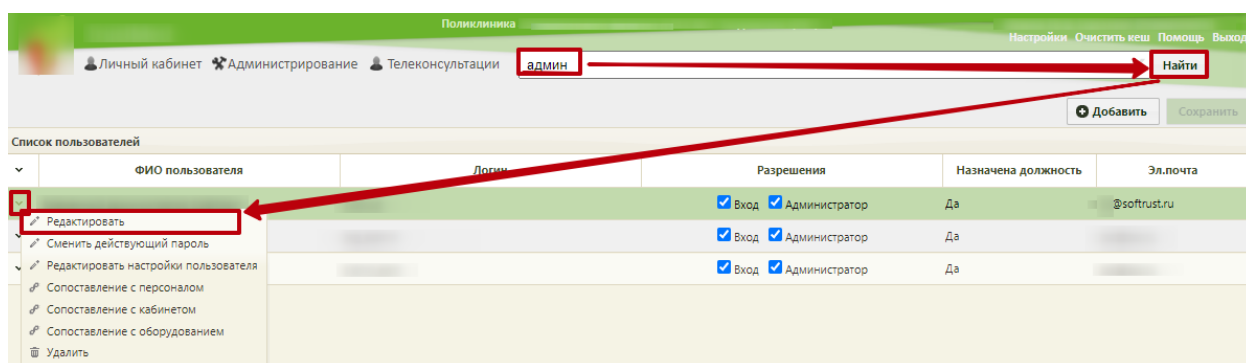 Поликлиника
Настройки Очистить кеш Помощь Выход
Личный кабинет Администрирование Телеконсультации админ Найти
Добавить Сохранить
Список пользователей
ФИО пользователя Логин Разрешения Назначена должность Эл.почта
Вход Администратор Да @softrust.ru
Редактировать
Вход Администратор Да
Сменить действующий пароль
Редактировать настройки пользователя
Вход Администратор Да
Сопоставление с персоналом
Сопоставление с кабинетом
Сопоставление с оборудованием
Удалить